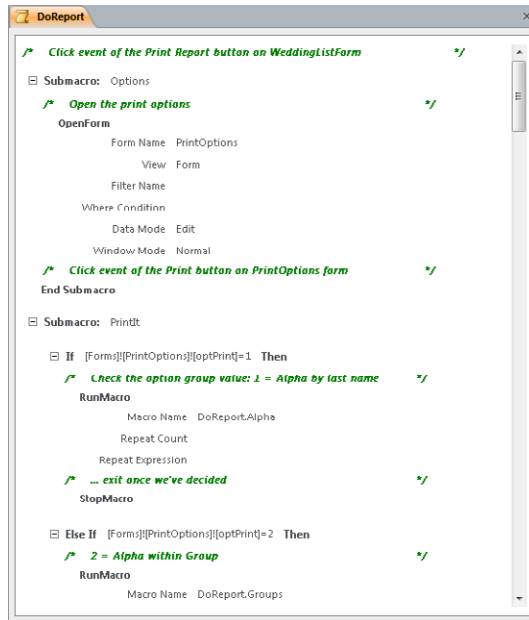 DoReport
/* Click event of the Print Report button on WeddingListForm */
Submacro: Options
/* Open the print options */
OpenForm
Form Name PrintOptions
View Form
Filter Name
Where Condition
Data Mode Edit
Window Mode Normal
/* Click event of the Print button on PrintOptions form */
End Submacro
Submacro: PrintIt
If [Forms]![PrintOptions]![optPrint]=1 Then
/* Check the option group value: 1 = Alpha by last name */
RunMacro
Macro Name DoReport.Alpha
Repeat Count
Repeat Expression
/* ... exit once we've decided */
StopMacro
Else If [Forms]![PrintOptions]![optPrint]=2 Then
/* 2 = Alpha within Group */
RunMacro
Macro Name DoReport.Groups